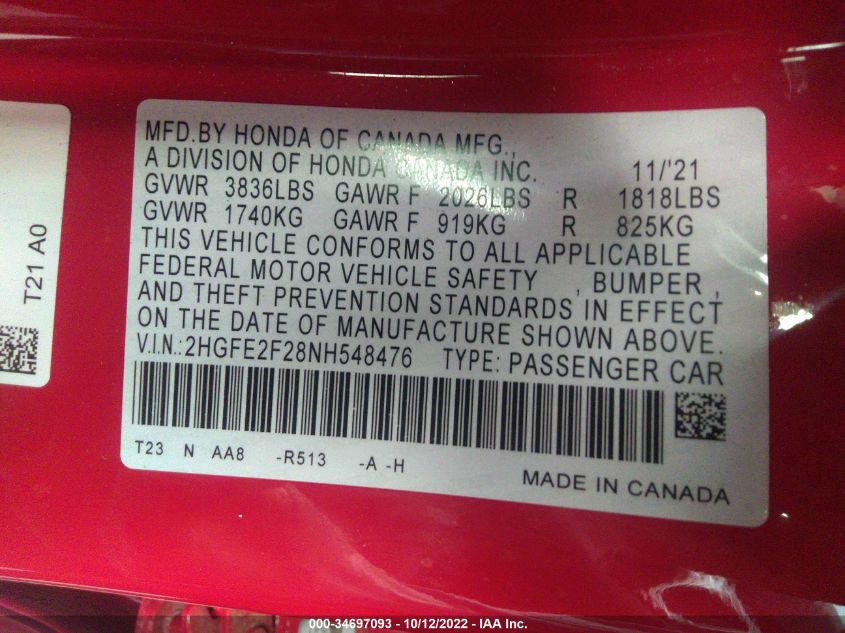 MFD.BY HONDA OF CANADA MFG.,
A DIVISION OF HONDA CANADA INC. 11/'21
GVWR 3836LBS GAWR F 2026LBS R 1818LBS
GVWR 1740KG GAWR F 919KG R 825KG
THIS VEHICLE CONFORMS TO ALL APPLICABLE
FEDERAL MOTOR VEHICLE SAFETY , BUMPER ,
AND THEFT PREVENTION STANDARDS IN EFFECT
ON THE DATE OF MANUFACTURE SHOWN ABOVE.
V.I.N.:2HGFE2F28NH548476 TYPE: PASSENGER CAR
T23 N AA8 -R513 -A -H
MADE IN CANADA
T21 A0
000-34697093 - 10/12/2022 - IAA Inc.